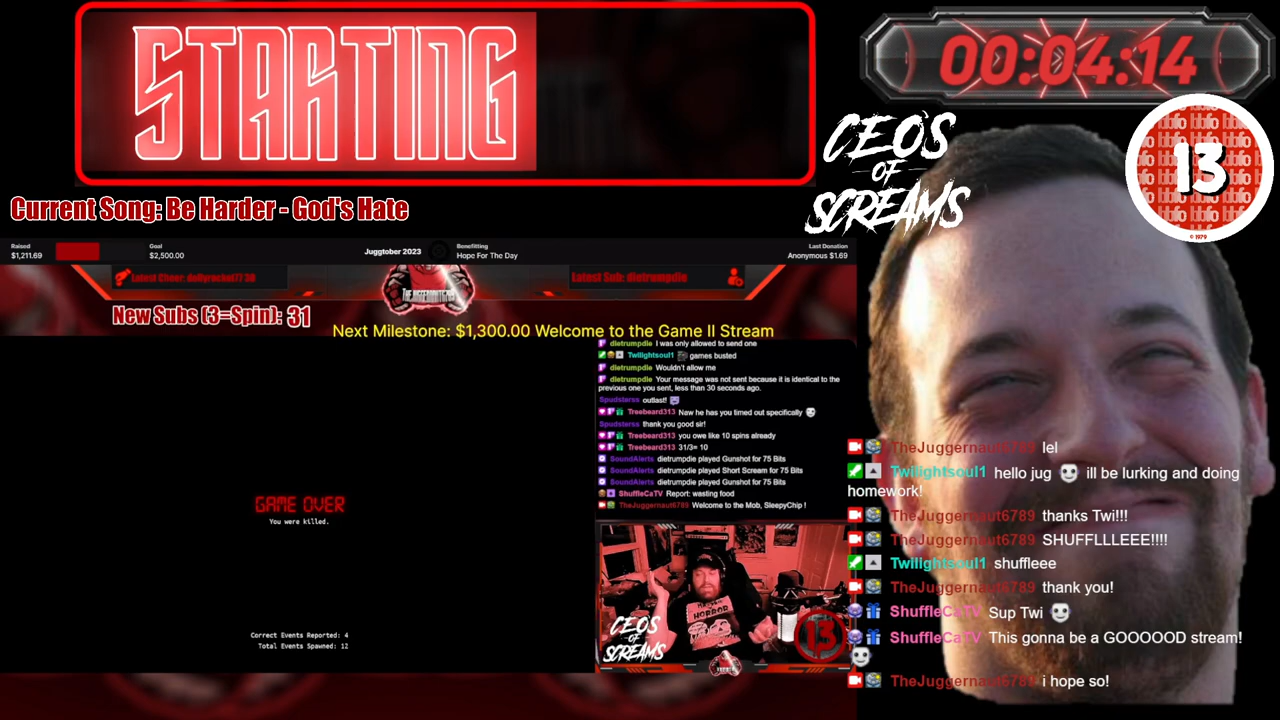 STARTING
00:04:14
CEO'S
OF
SCREAMS
13
© 1979
Current Song: Be Harder - God's Hate
Raised
$1,211.69
Goal
$2,500.00
Juggtober 2023
Benefitting
Hope For The Day
Last Donation
Anonymous $1.69
Latest Sub: dietrumpdie
New Subs (3=Spin): 31
Next Milestone: $1,300.00 Welcome to the Game II Stream
dietrumpdie I was only allowed to send one
Twilightsoul1 games busted
dietrumpdie Wouldn't allow me
dietrumpdie Your message was not sent because it is identical to the
previous one you sent, less than 30 seconds ago.
Spudsterss outlast!
Treebeard313 Naw he has you timed out specifically
Spudsterss thank you good sir!
Treebeard313 you owe like 10 spins already
Treebeard313 31/3= 10
SoundAlerts dietrumpdie played Gunshot for 75 Bits
SoundAlerts dietrumpdie played Short Scream for 75 Bits
SoundAlerts dietrumpdie played Gunshot for 75 Bits
ShuffleCaTV Report: wasting food
TheJuggernaut6789 Welcome to the Mob, SleepyChip !
GAME OVER
You were killed.
Correct Events Reported: 4
Total Events Spawned: 12
HORROR
CEO'S
OF
SCREAMS
13
TheJuggernaut6789 lel
Twilightsoul1 hello jug ill be lurking and doing
homework!
TheJuggernaut6789 thanks Twi!!!
TheJuggernaut6789 SHUFFLLLEEE!!!!
Twilightsoul1 shuffleee
TheJuggernaut6789 thank you!
ShuffleCaTV Sup Twi
ShuffleCaTV This gonna be a GOOOOOD stream!
TheJuggernaut6789 i hope so!